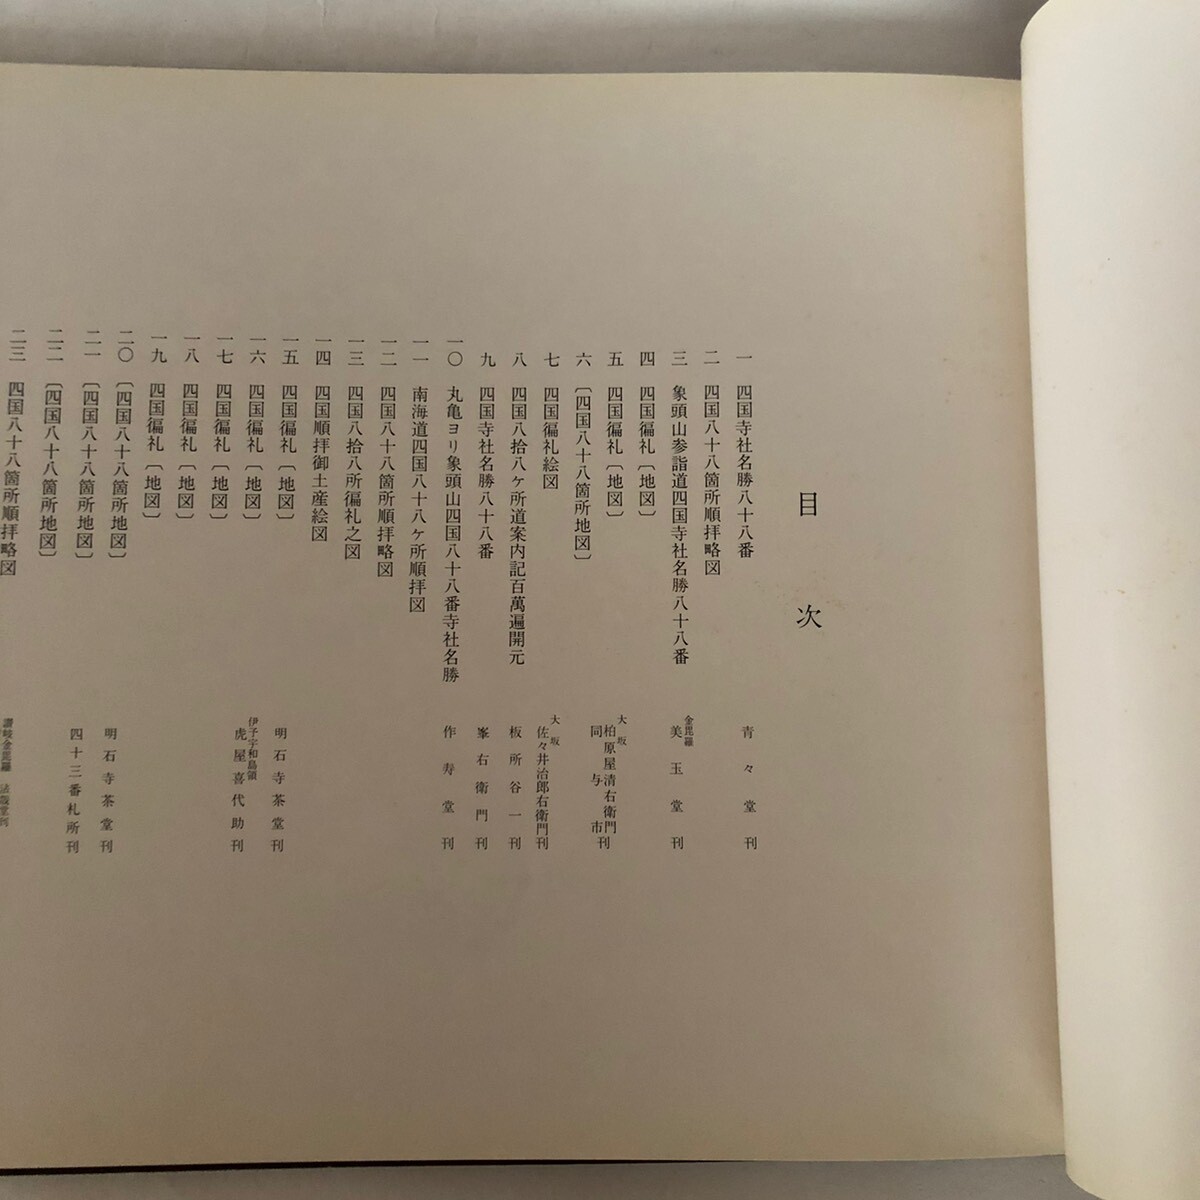 目次
一 四国寺社名勝八十八番 青々堂刊
二 四国八十八箇所順拝略図
三 象頭山参詣道四国寺社名勝八十八番 金毘羅 美玉堂刊
四 四国徧礼〔地図〕
五 四国徧礼〔地図〕 大坂 柏原屋清右衛門 同与市刊
六 〔四国八十八箇所地図〕
七 四国徧礼絵図 大坂 佐々井治郎右衛門刊
八 四国八拾八ケ所道案内記百萬遍開元 板所谷一刊
九 四国寺社名勝八十八番 峯右衛門刊
一〇 丸亀ヨリ象頭山四国八十八番寺社名勝 作寿堂刊
一一 南海道四国八十八ケ所順拝図
一二 四国八十八箇所順拝略図
一三 四国八拾八所徧礼之図
一四 四国順拝御土産絵図
一五 四国徧礼〔地図〕 明石寺茶堂刊
一六 四国徧礼〔地図〕 伊予宇和島領 虎屋喜代助刊
一七 四国徧礼〔地図〕
一八 四国徧礼〔地図〕
一九 四国徧礼〔地図〕
二〇 〔四国八十八箇所地図〕 明石寺茶堂刊
二一 〔四国八十八箇所地図〕 四十三番札所刊
二二 〔四国八十八箇所地図〕
二三 四国八十八箇所順拝略図 讃岐金毘羅